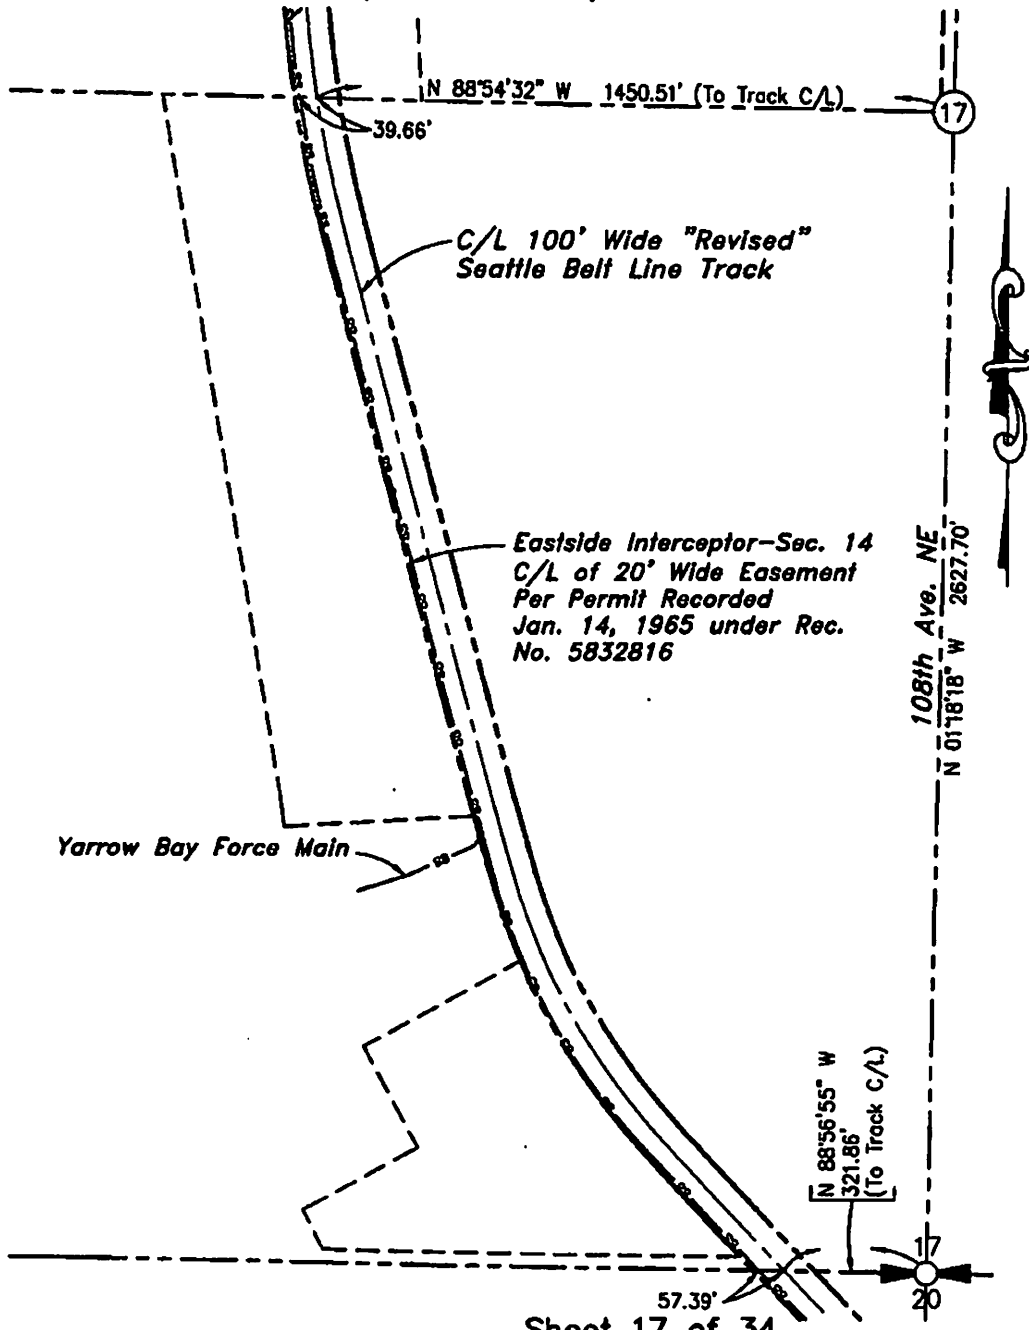 N 88°54'32" W 1450.51' (To Track C/L)
17
39.66'
C/L 100' Wide "Revised"
Seattle Belt Line Track
Eastside Interceptor-Sec. 14
C/L of 20' Wide Easement
Per Permit Recorded
Jan. 14, 1965 under Rec.
No. 5832816
108th Ave. NE
N 01°18'18" W 2627.70'
Yarrow Bay Force Main
N 88°56'55" W
321.86'
(To Track C/L)
17
20
57.39'
Sheet 17 of 34